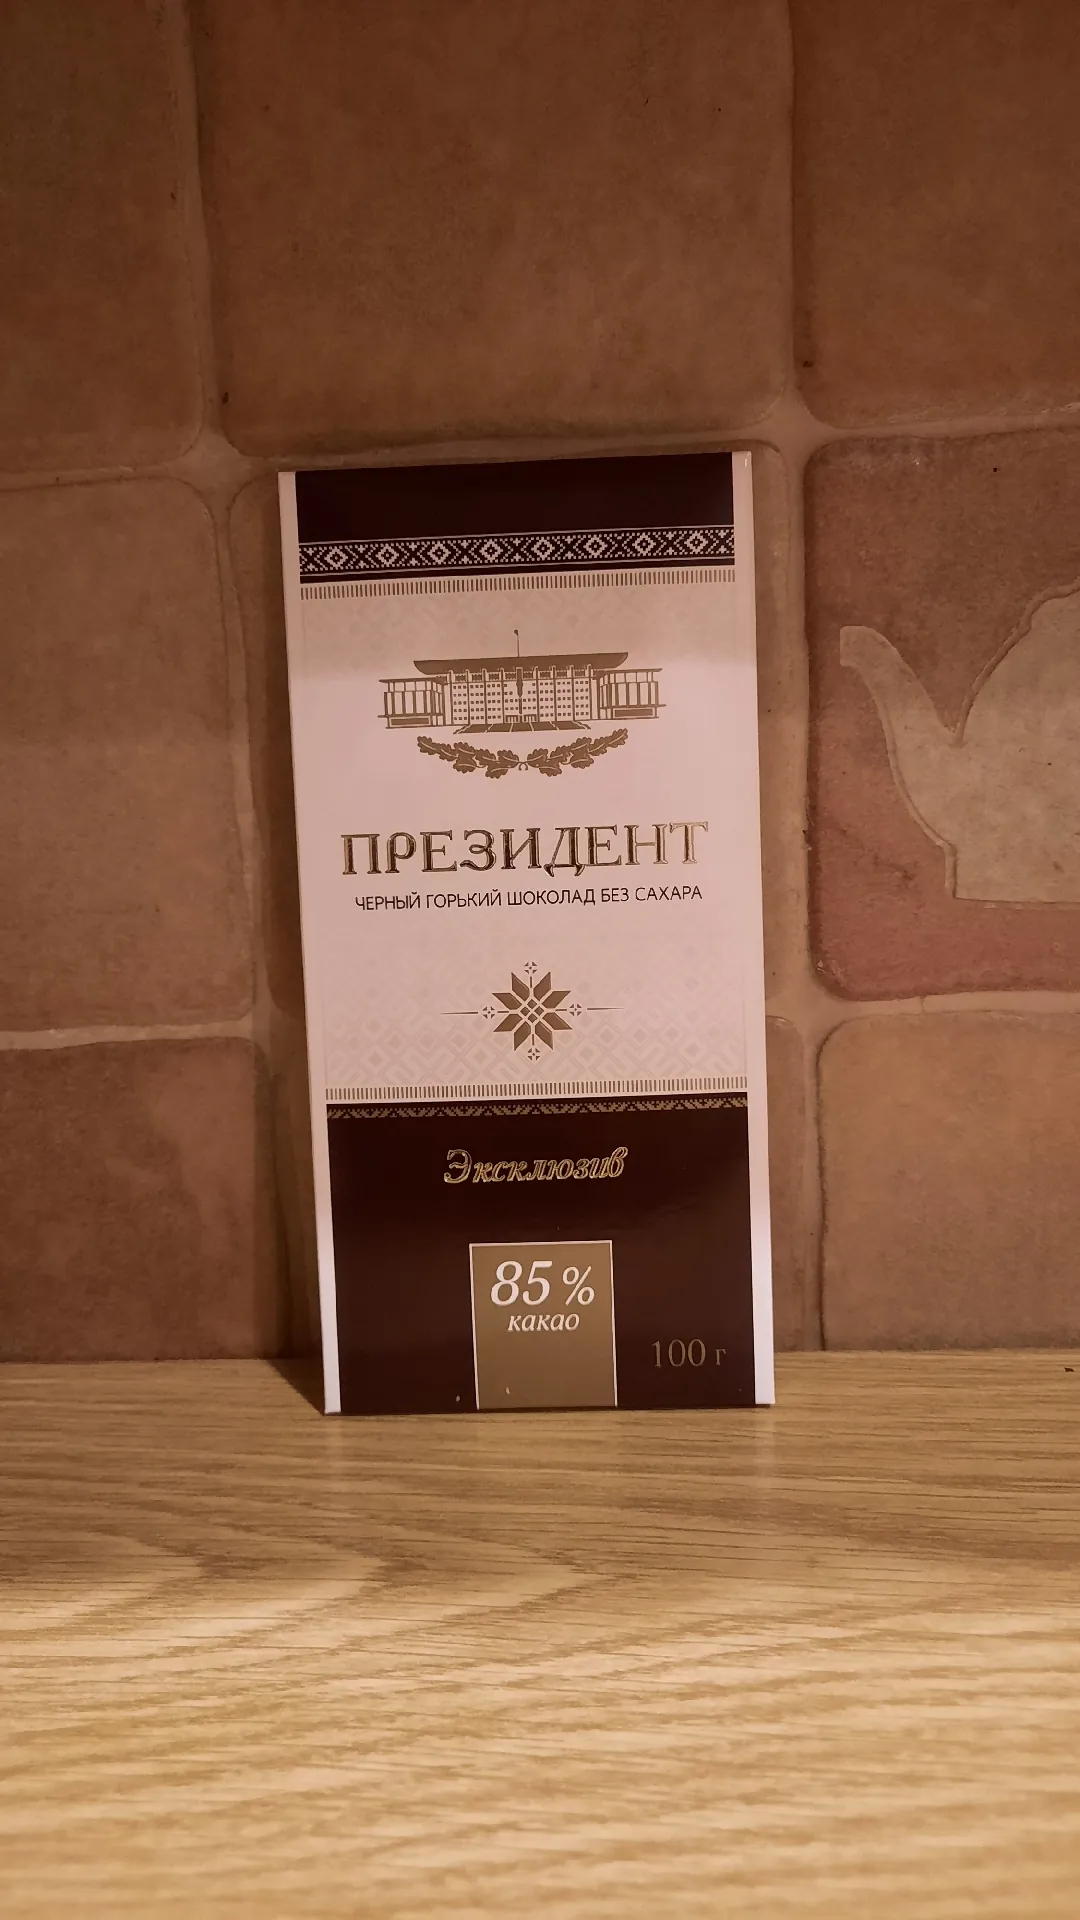 ПРЕЗИДЕНТ
ЧЕРНЫЙ ГОРЬКИЙ ШОКОЛАД БЕЗ САХАРА
Эксклюзив
85 %
какао
100 г